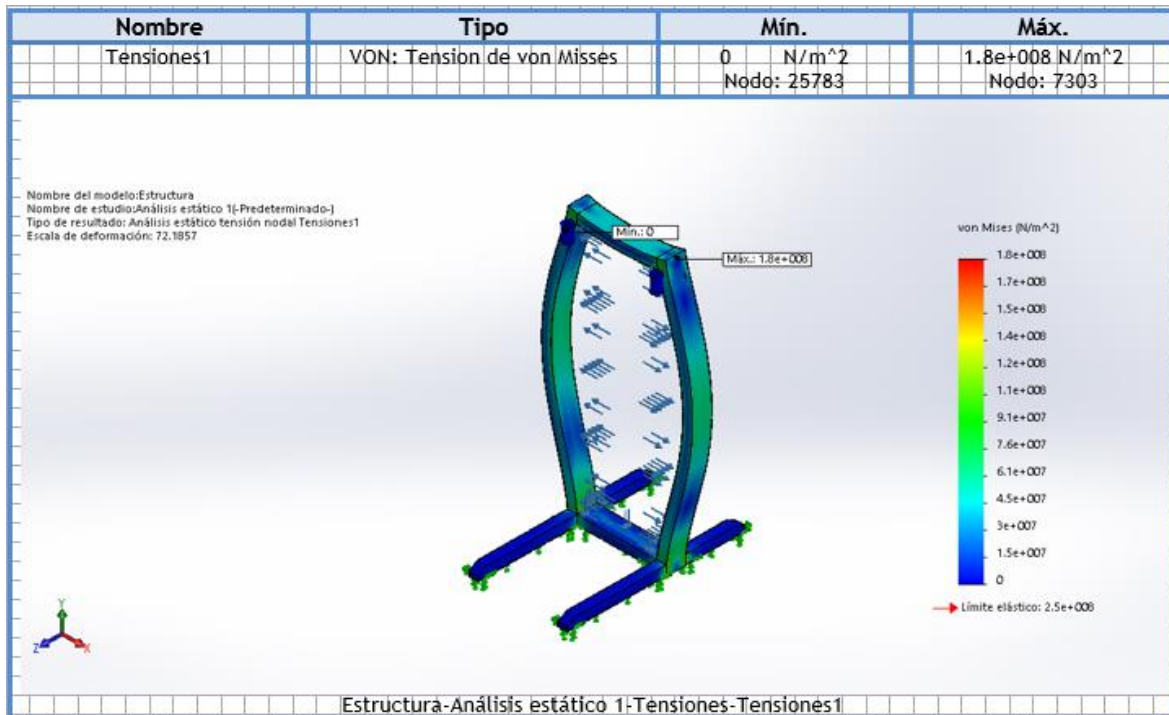 Nombre Tipo Mín. Máx.
Tensiones1 VON: Tension de von Misses 0 N/m^2 1.8e+008 N/m^2
Nodo: 25783 Nodo: 7303
Nombre del modelo:Estructura
Nombre de estudio:Análisis estático 1(-Predeterminado-)
Tipo de resultado: Análisis estático tensión nodal Tensiones1
Escala de deformación: 72.1857
von Mises (N/m^2)
Mín.: 0
Máx.: 1.8e+008
1.8e+008
1.7e+008
1.5e+008
1.4e+008
1.2e+008
1.1e+008
9.1e+007
7.6e+007
6.1e+007
4.5e+007
3e+007
1.5e+007
0
Límite elástico: 2.5e+008
Y
Z
X
Estructura-Análisis estático 1-Tensiones-Tensiones1